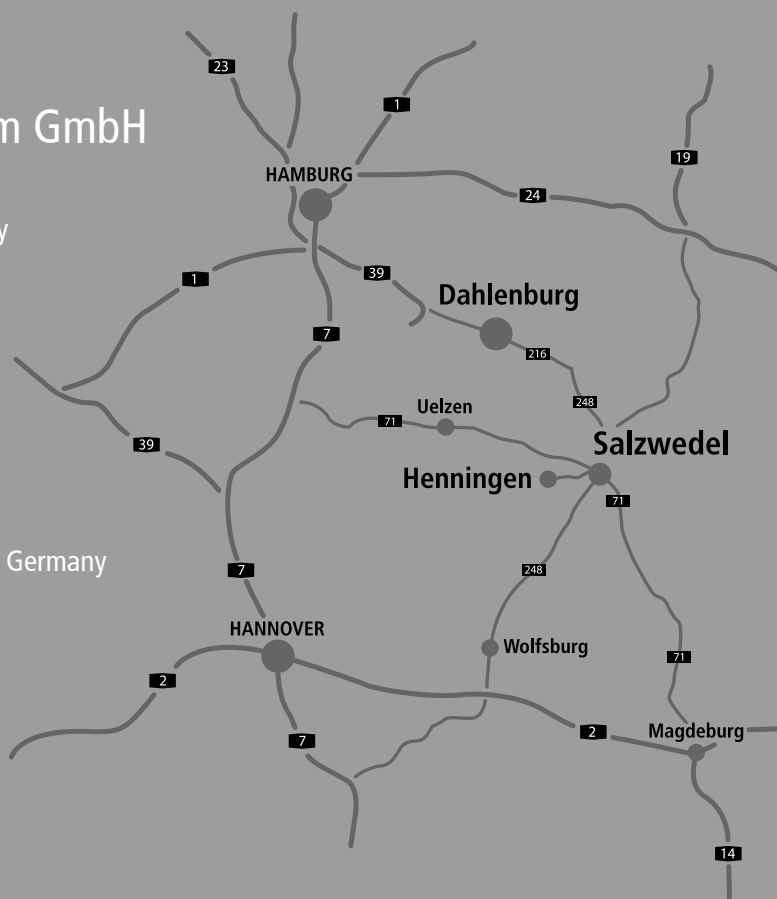 23
1
m GmbH
19
HAMBURG
24
y
39
1
Dahlenburg
7
216
248
Uelzen
71
39
Salzwedel
Henningen
71
Germany
7
248
HANNOVER
Wolfsburg
71
2
2
Magdeburg
7
14